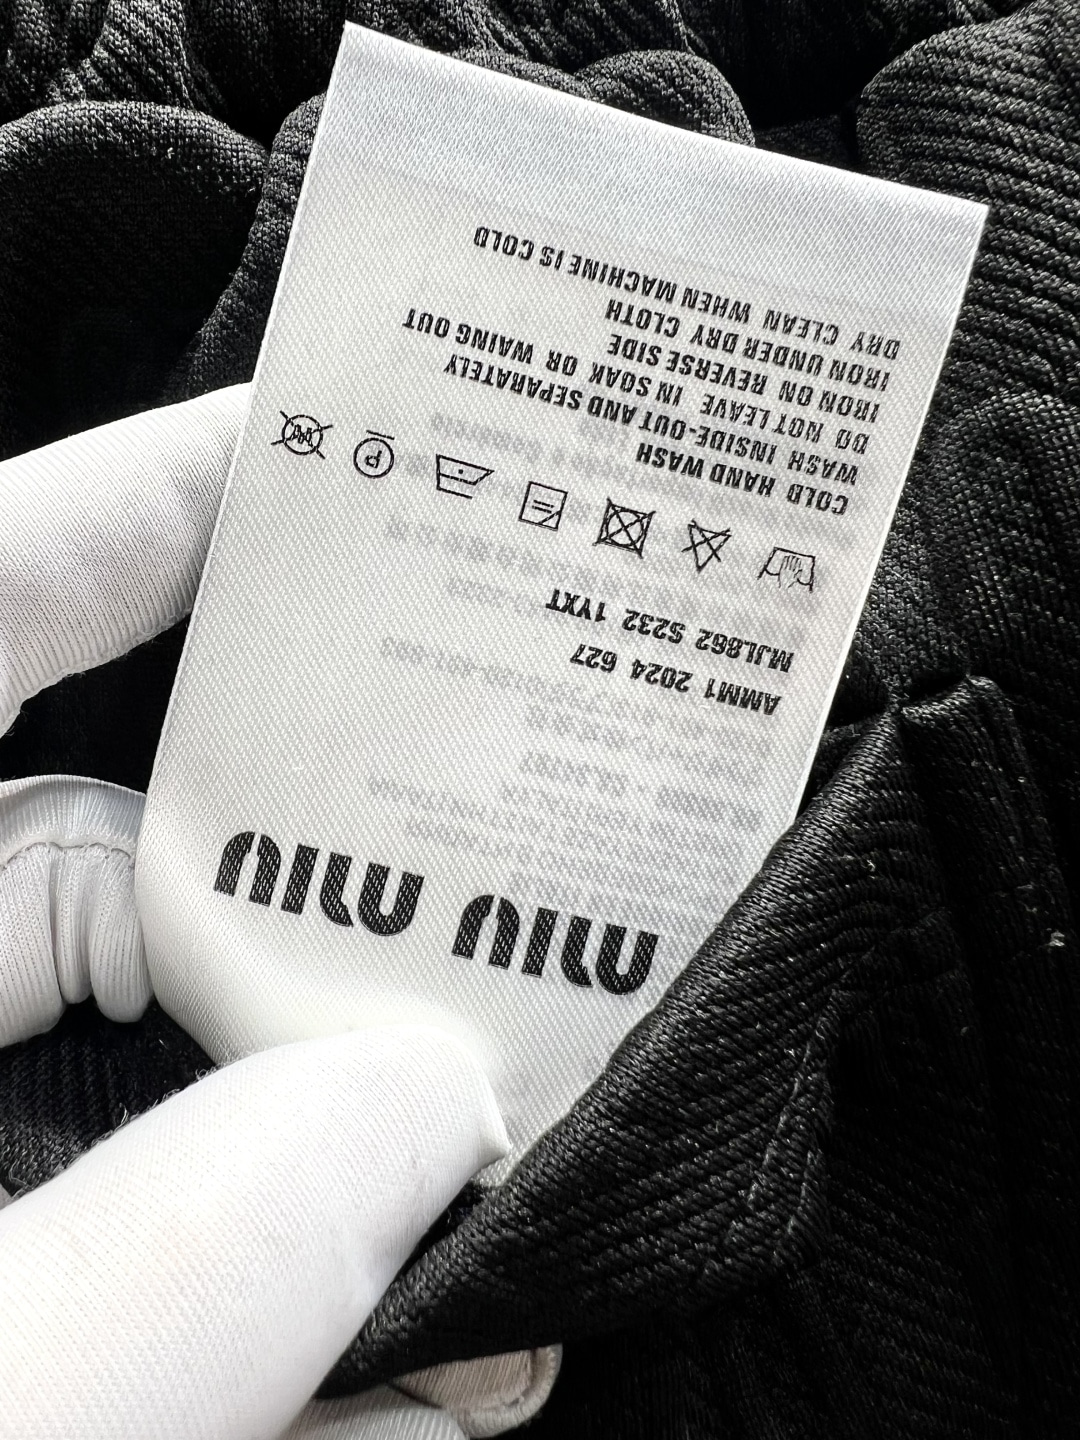 MIU MIU
AMM1 2024 627
MJL862 S232 1YXT
COLD HAND WASH
WASH INSIDE-OUT AND SEPARATELY
DO NOT LEAVE IN SOAK OR WAING OUT
IRON ON REVERSE SIDE
IRON UNDER DRY CLOTH
DRY CLEAN WHEN MACHINE IS COLD